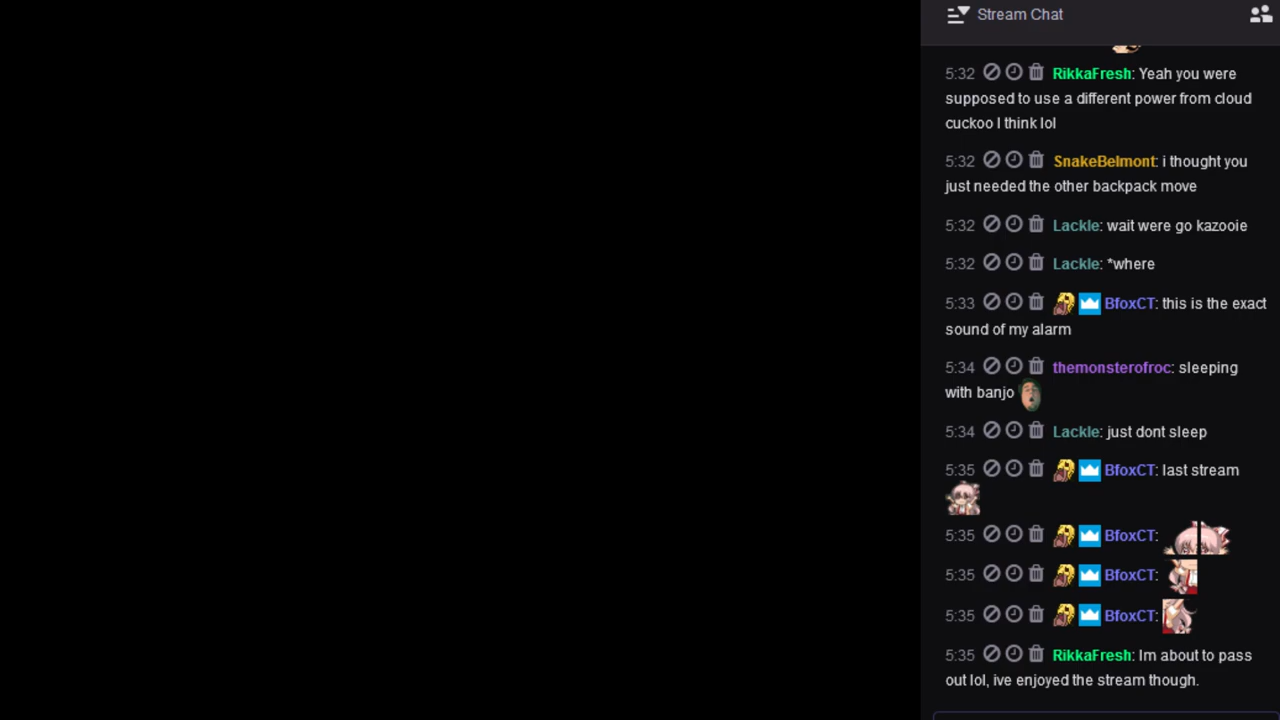 Stream Chat
5:32 RikkaFresh: Yeah you were
supposed to use a different power from cloud
cuckoo I think lol
5:32 SnakeBelmont: i thought you
just needed the other backpack move
5:32 Lackle: wait were go kazooie
5:32 Lackle: *where
5:33 BfoxCT: this is the exact
sound of my alarm
5:34 themonsterofroc: sleeping
with banjo
5:34 Lackle: just dont sleep
5:35 BfoxCT: last stream
5:35 BfoxCT:
5:35 BfoxCT:
5:35 BfoxCT:
5:35 RikkaFresh: Im about to pass
out lol, ive enjoyed the stream though.